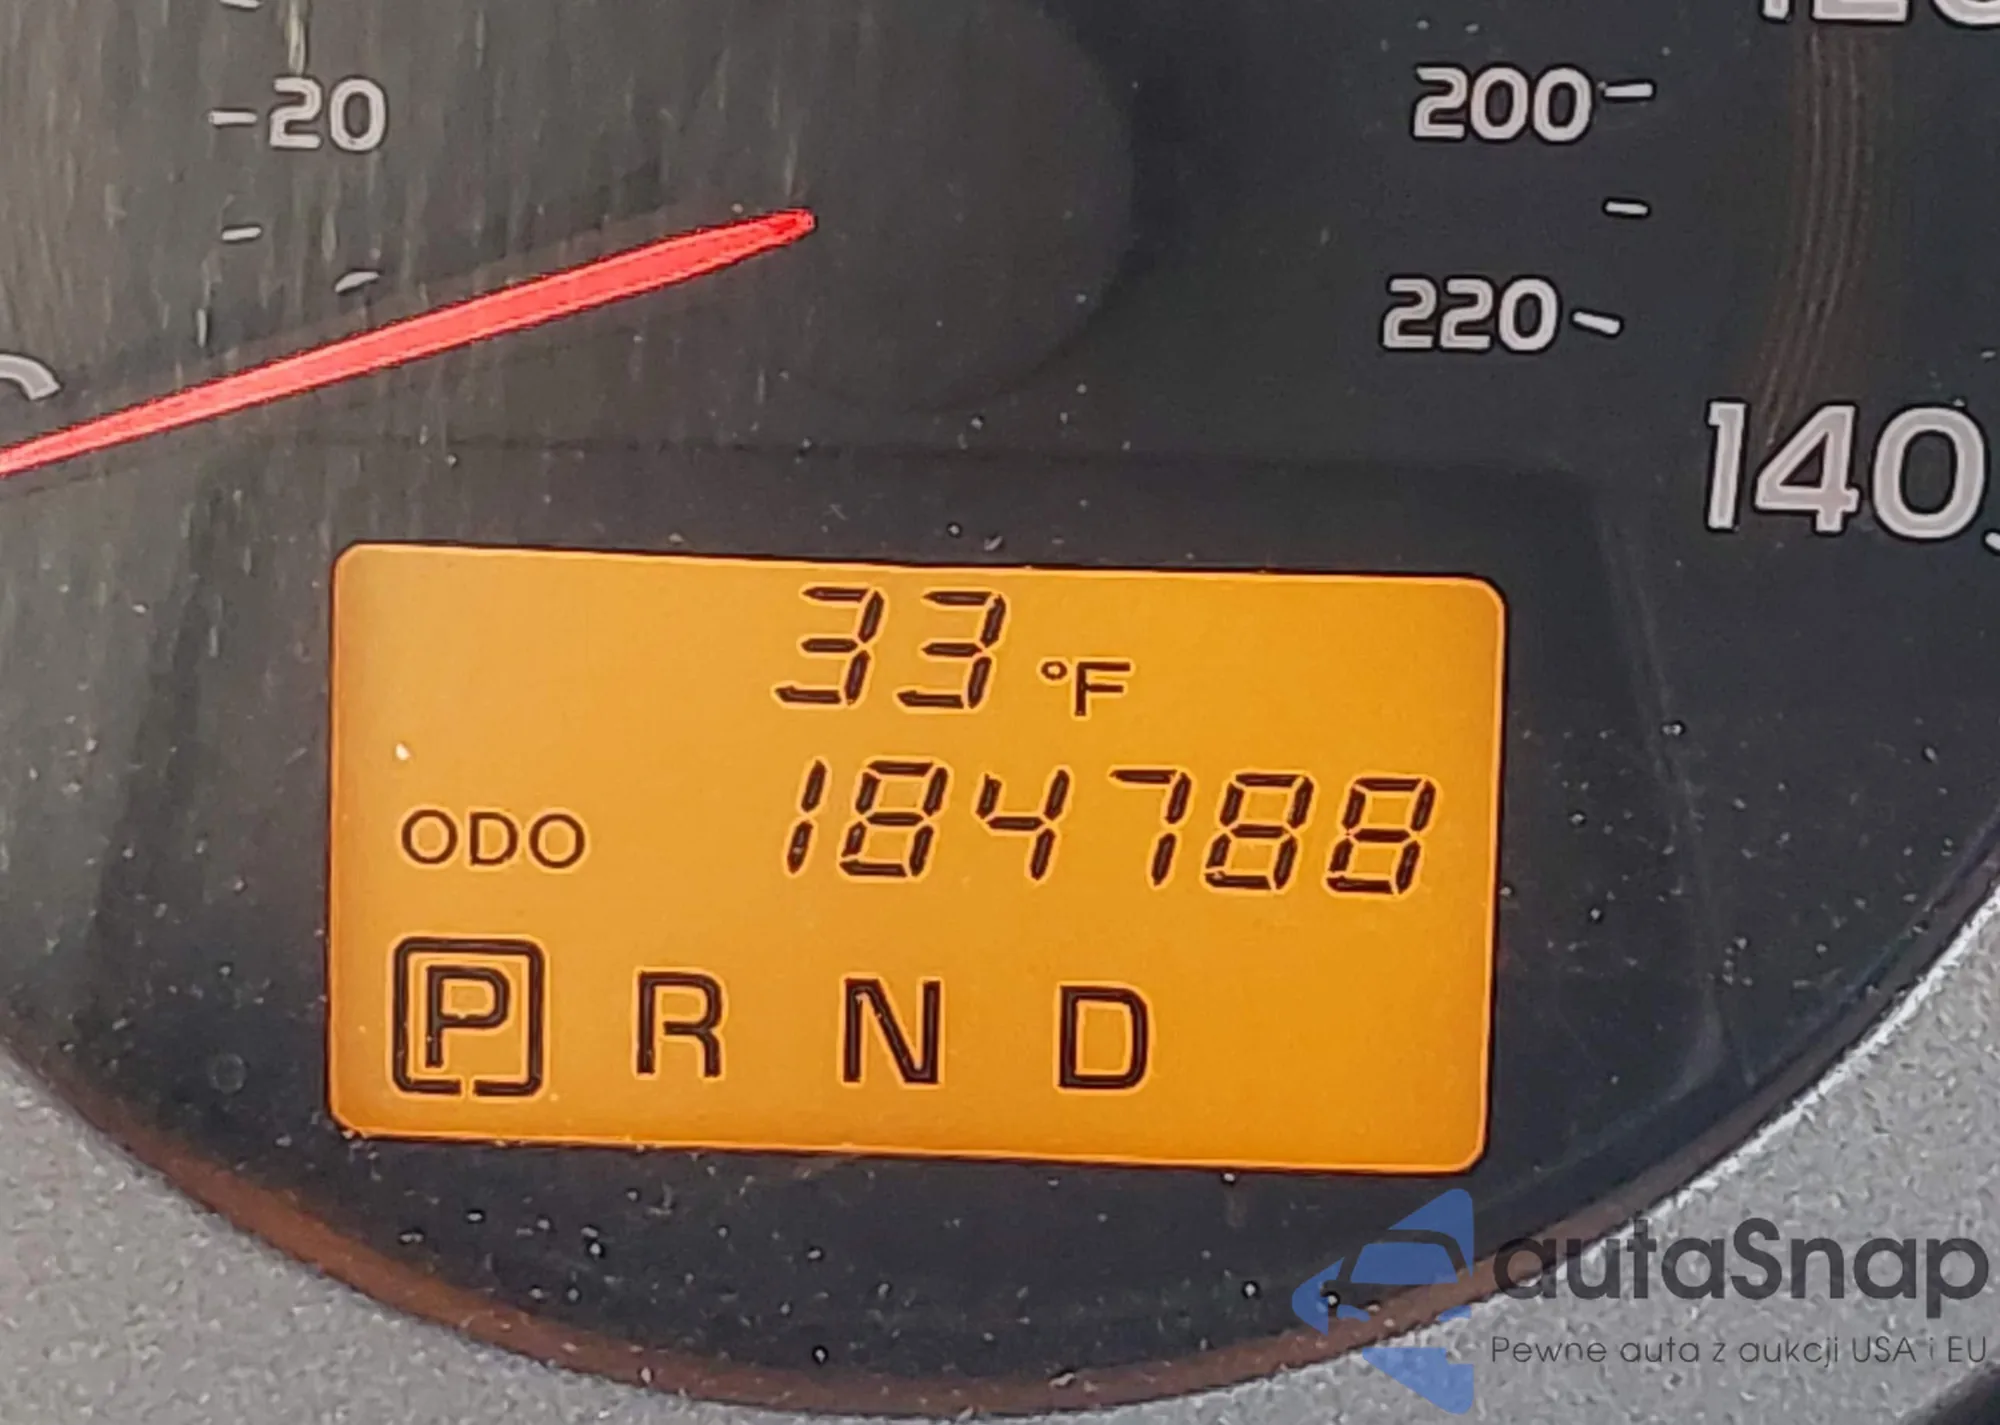 20
200
220
140
33 °F
ODO 184788
P R N D
autaSnap
Pewne auta z aukcji USA i EU